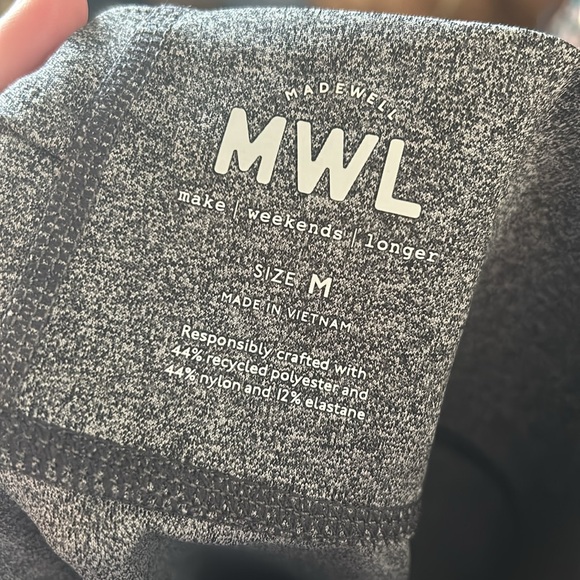 MADEWELL
MWL
make | weekends | longer
SIZE M
MADE IN VIETNAM
Responsibly crafted with
44% recycled polyester and
44% nylon and 12% elastane